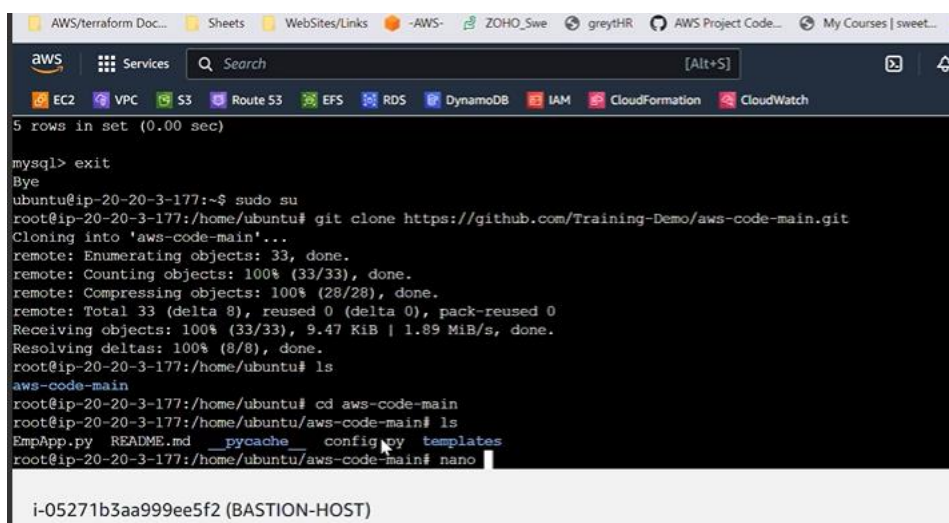 AWS/terraform Doc... Sheets WebSites/Links -AWS- ZOHO_Swe greytHR AWS Project Code... My Courses | sweet...
aws Services Search [Alt+S]
EC2 VPC S3 Route 53 EFS RDS DynamoDB IAM CloudFormation CloudWatch
5 rows in set (0.00 sec)
mysql> exit
Bye
ubuntu@ip-20-20-3-177:~$ sudo su
root@ip-20-20-3-177:/home/ubuntu# git clone https://github.com/Training-Demo/aws-code-main.git
Cloning into 'aws-code-main'...
remote: Enumerating objects: 33, done.
remote: Counting objects: 100% (33/33), done.
remote: Compressing objects: 100% (28/28), done.
remote: Total 33 (delta 8), reused 0 (delta 0), pack-reused 0
Receiving objects: 100% (33/33), 9.47 KiB | 1.89 MiB/s, done.
Resolving deltas: 100% (8/8), done.
root@ip-20-20-3-177:/home/ubuntu# ls
aws-code-main
root@ip-20-20-3-177:/home/ubuntu# cd aws-code-main
root@ip-20-20-3-177:/home/ubuntu/aws-code-main# ls
EmpApp.py README.md __pycache__ config.py templates
root@ip-20-20-3-177:/home/ubuntu/aws-code-main# nano
i-05271b3aa999ee5f2 (BASTION-HOST)